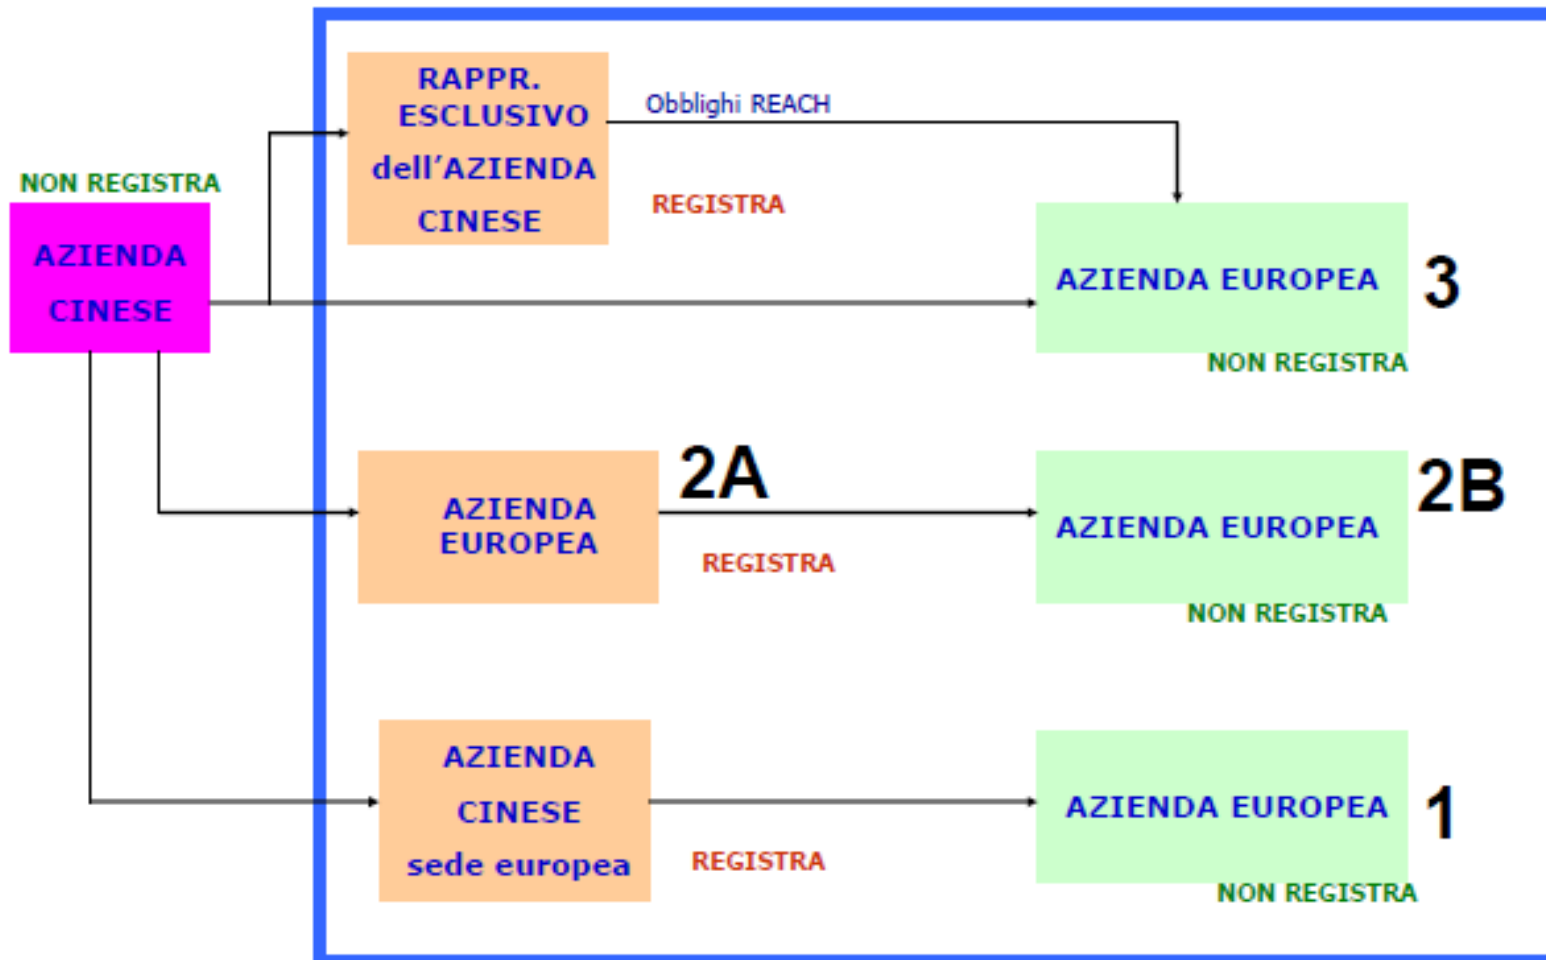 RAPPR.
ESCLUSIVO
dell'AZIENDA
CINESE
Obblighi REACH
REGISTRA
NON REGISTRA
AZIENDA
CINESE
AZIENDA EUROPEA
3
NON REGISTRA
AZIENDA
EUROPEA
2A
REGISTRA
AZIENDA EUROPEA
2B
NON REGISTRA
AZIENDA
CINESE
sede europea
REGISTRA
AZIENDA EUROPEA
1
NON REGISTRA